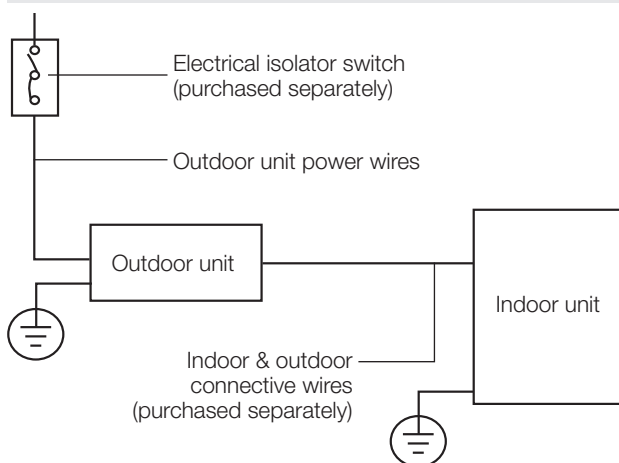 Electrical isolator switch
(purchased separately)
Outdoor unit power wires
Outdoor unit
Indoor unit
Indoor & outdoor
connective wires
(purchased separately)